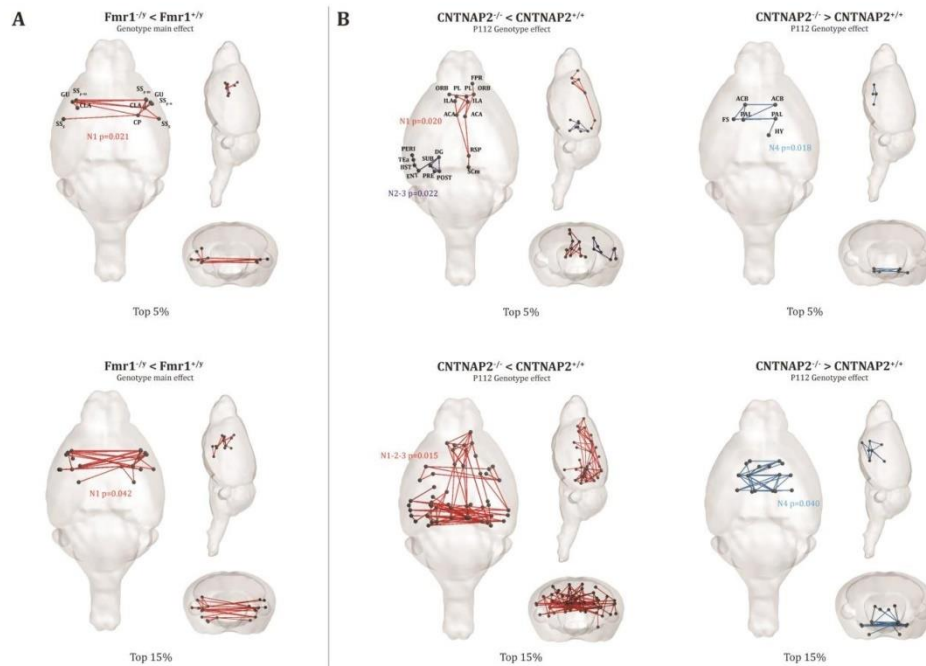 A
Fmr1-/y < Fmr1+/y
Genotype main effect
GU
CLA
CLA
GU
CP
N1 p=0.021
Top 5%
Fmr1-/y < Fmr1+/y
Genotype main effect
N1 p=0.042
Top 15%
B
CNTNAP2-/- < CNTNAP2+/+
P112 Genotype effect
FPR
ORB PL PL ORB
ILA ILA
N1 p=0.020
ACA ACA
PERI
TEa
SUB
DG
RSP
ENT
PRE
POST
SCm
N2-3 p=0.022
Top 5%
CNTNAP2-/- > CNTNAP2+/+
P112 Genotype effect
ACB ACB
FS PAL PAL
HY
N4 p=0.018
Top 5%
CNTNAP2-/- < CNTNAP2+/+
P112 Genotype effect
N1-2-3 p=0.015
Top 15%
CNTNAP2-/- > CNTNAP2+/+
P112 Genotype effect
N4 p=0.040
Top 15%